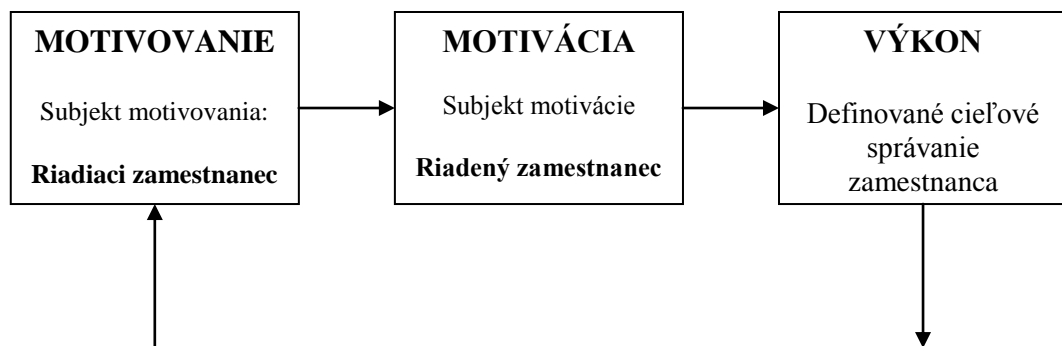 MOTIVOVANIE
Subjekt motivovania:
Riadiaci zamestnanec
MOTIVÁCIA
Subjekt motivácie
Riadený zamestnanec
VÝKON
Definované cieľové
správanie
zamestnanca